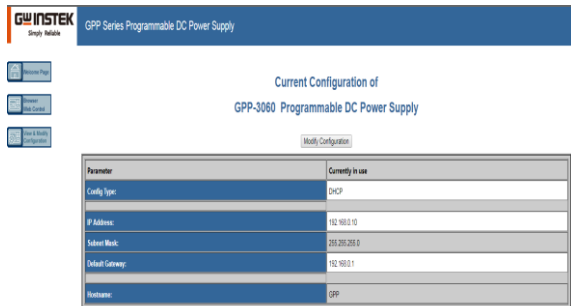 GWINSTEK
Simply Reliable
GPP Series Programmable DC Power Supply
Welcome Page
Browser
Web Control
View & Modify
Configuration
Current Configuration of
GPP-3060 Programmable DC Power Supply
Modify Configuration
Parameter Currently in use
Config Type: DHCP
IP Address: 192.168.0.10
Subnet Mask: 255.255.255.0
Default Gateway: 192.168.0.1
Hostname: GPP